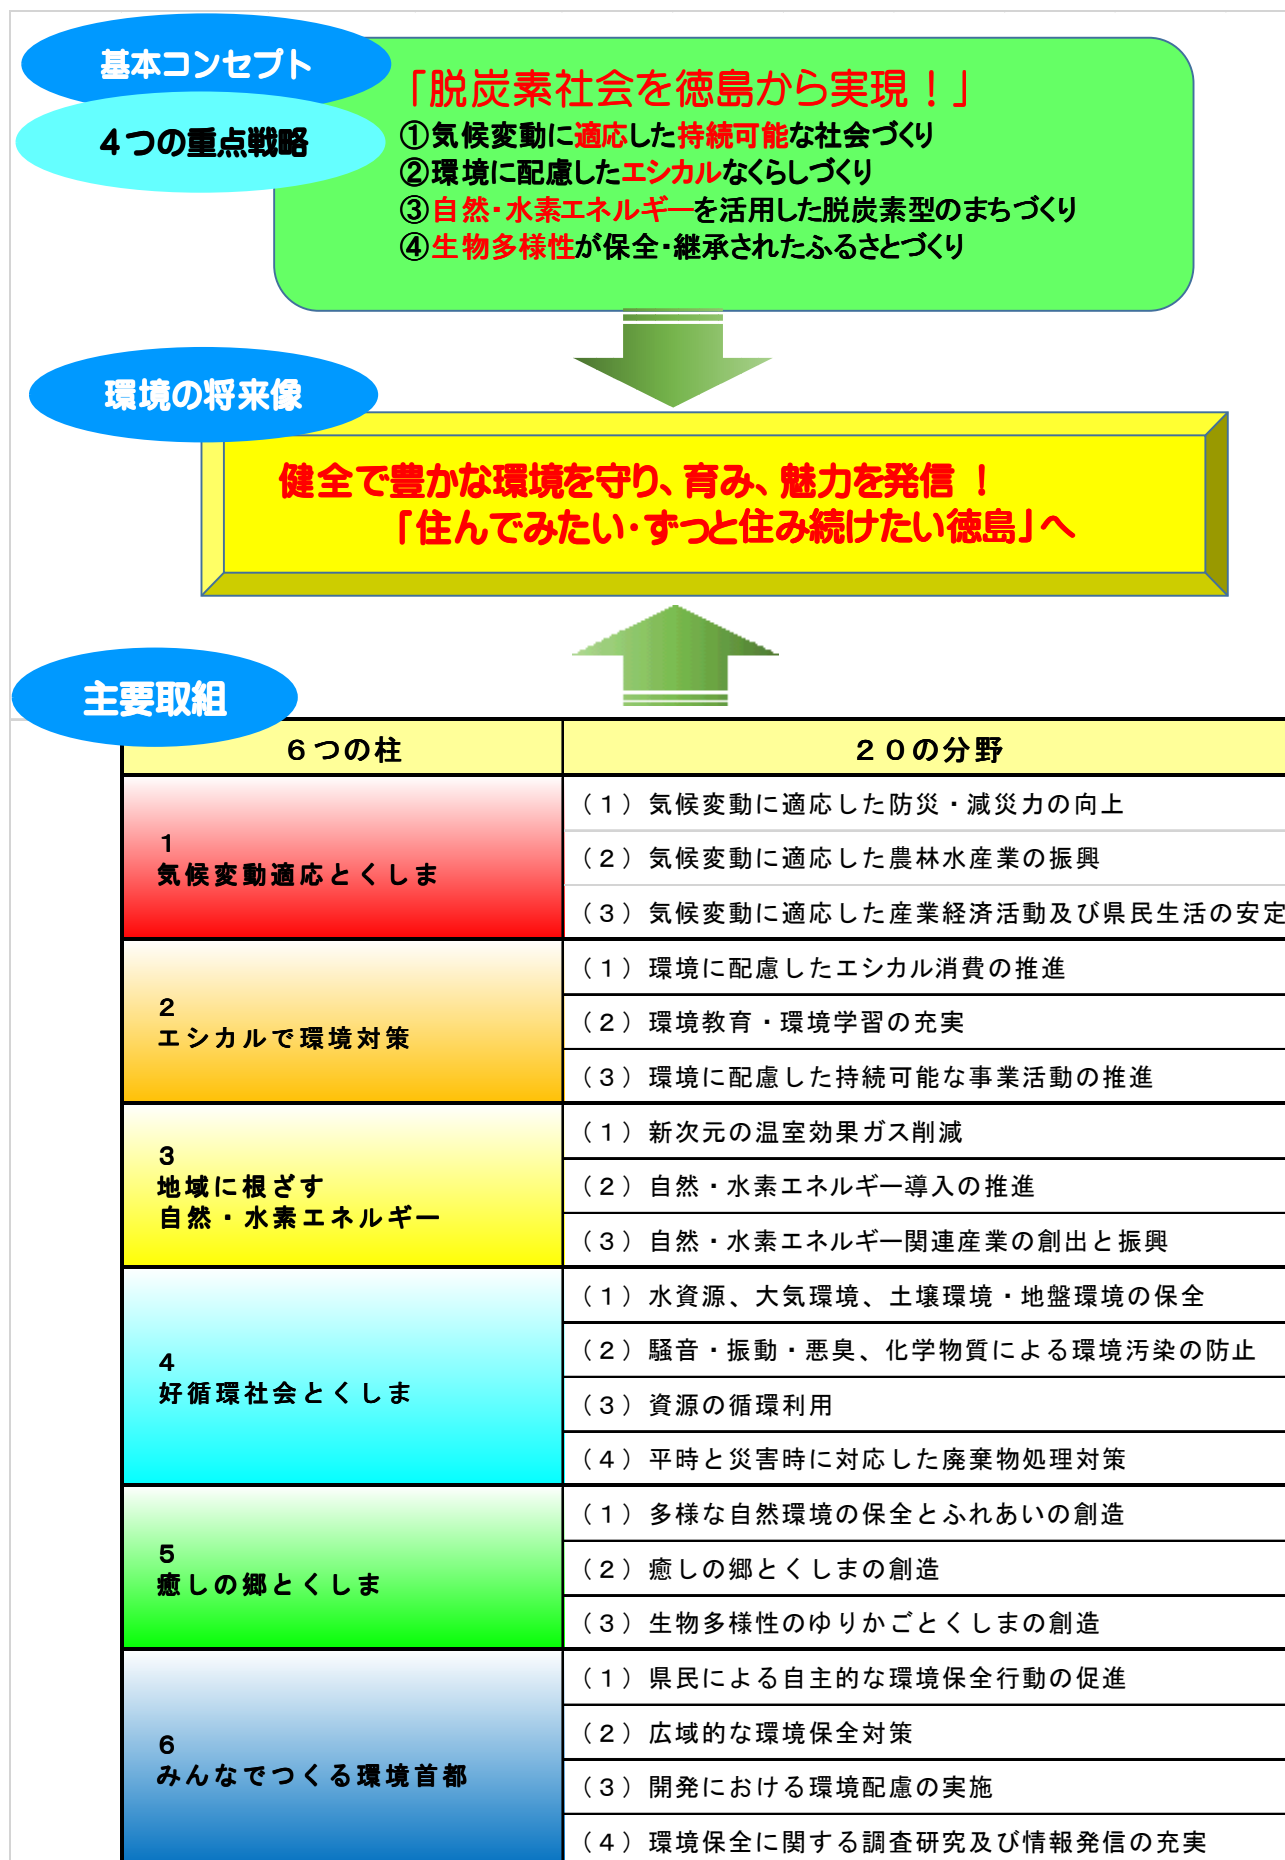 基本コンセプト
4つの重点戦略
「脱炭素社会を徳島から実現！」
①気候変動に適応した持続可能な社会づくり
②環境に配慮したエシカルなくらしづくり
③自然・水素エネルギーを活用した脱炭素型のまちづくり
④生物多様性が保全・継承されたふるさとづくり
環境の将来像
健全で豊かな環境を守り、育み、魅力を発信 ！
「住んでみたい・ずっと住み続けたい徳島」へ
主要取組
６つの柱
２０の分野
1
気候変動適応とくしま
（１）気候変動に適応した防災・減災力の向上
（２）気候変動に適応した農林水産業の振興
（３）気候変動に適応した産業経済活動及び県民生活の安定
2
エシカルで環境対策
（１）環境に配慮したエシカル消費の推進
（２）環境教育・環境学習の充実
（３）環境に配慮した持続可能な事業活動の推進
3
地域に根ざす
自然・水素エネルギー
（１）新次元の温室効果ガス削減
（２）自然・水素エネルギー導入の推進
（３）自然・水素エネルギー関連産業の創出と振興
4
好循環社会とくしま
（１）水資源、大気環境、土壌環境・地盤環境の保全
（２）騒音・振動・悪臭、化学物質による環境汚染の防止
（３）資源の循環利用
（４）平時と災害時に対応した廃棄物処理対策
5
癒しの郷とくしま
（１）多様な自然環境の保全とふれあいの創造
（２）癒しの郷とくしまの創造
（３）生物多様性のゆりかごとくしまの創造
6
みんなでつくる環境首都
（１）県民による自主的な環境保全行動の促進
（２）広域的な環境保全対策
（３）開発における環境配慮の実施
（４）環境保全に関する調査研究及び情報発信の充実